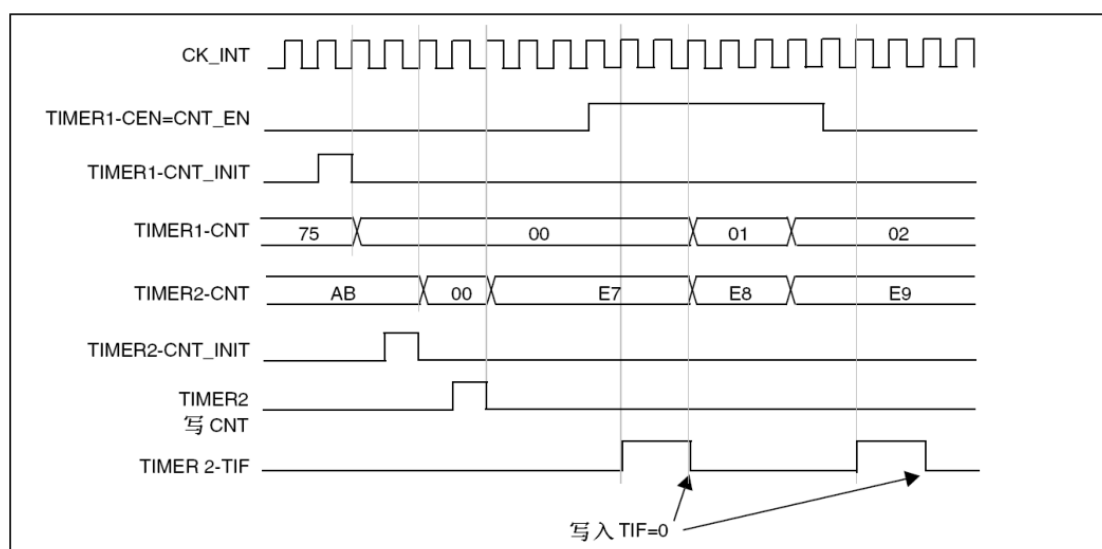 CK_INT
TIMER1-CEN=CNT_EN
TIMER1-CNT_INIT
TIMER1-CNT 75 00 01 02
TIMER2-CNT AB 00 E7 E8 E9
TIMER2-CNT_INIT
TIMER2
写 CNT
TIMER 2-TIF
写入 TIF=0